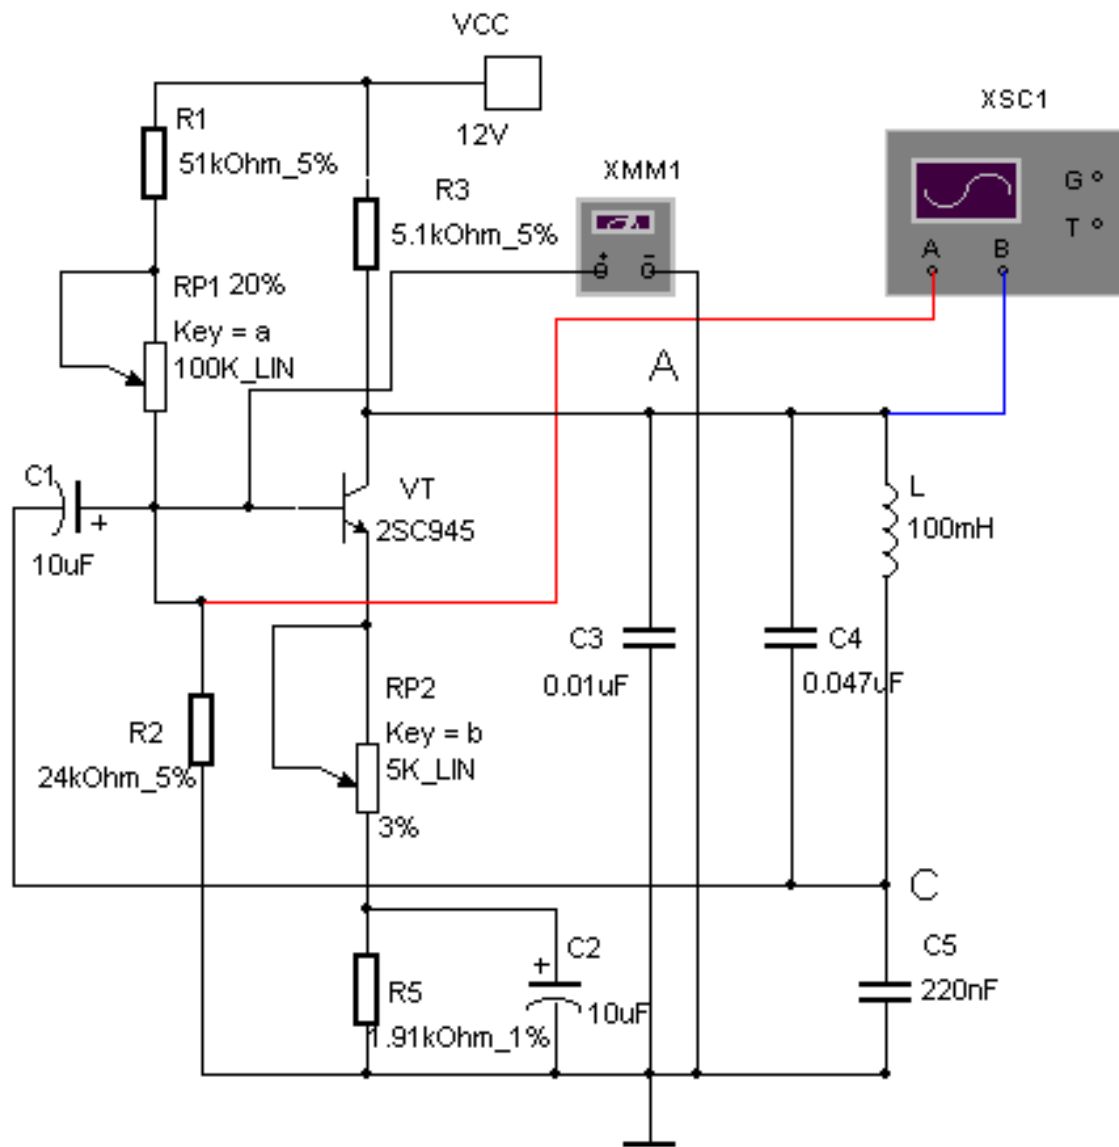 VCC
12V
R1
51kOhm_5%
R3
5.1kOhm_5%
XMM1
+ -
XSC1
G
T
A B
RP1 20%
Key = a
100K_LIN
A
C1
+
10uF
VT
2SC945
L
100mH
C3
0.01uF
C4
0.047uF
R2
24kOhm_5%
RP2
Key = b
5K_LIN
3%
C
C2
+
10uF
C5
220nF
R5
1.91kOhm_1%